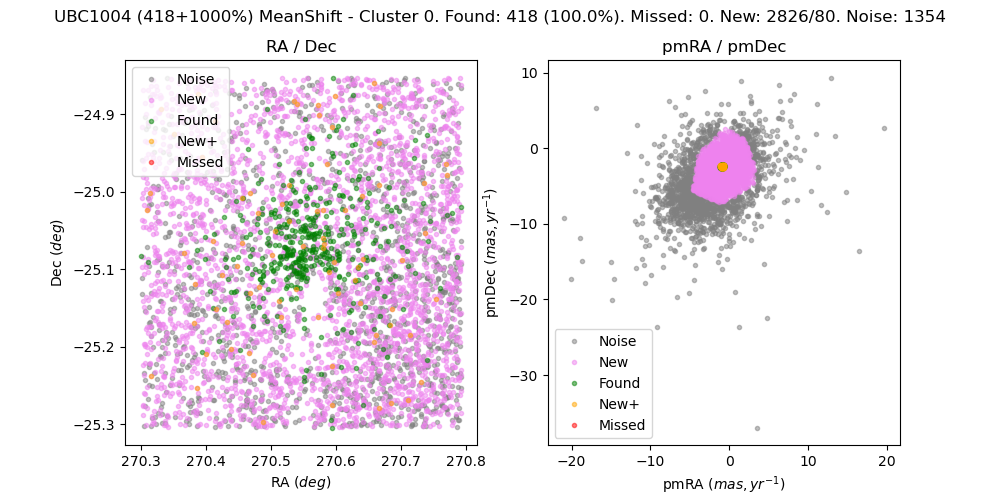 UBC1004 (418+1000%) MeanShift - Cluster 0. Found: 418 (100.0%). Missed: 0. New: 2826/80. Noise: 1354
RA / Dec
Noise
New
Found
New+
Missed
−24.9
−25.0
−25.1
−25.2
−25.3
Dec (deg)
270.3 270.4 270.5 270.6 270.7 270.8
RA (deg)
pmRA / pmDec
10
0
−10
−20
−30
pmDec (mas, yr⁻¹)
Noise
New
Found
New+
Missed
−20 −10 0 10 20
pmRA (mas, yr⁻¹)